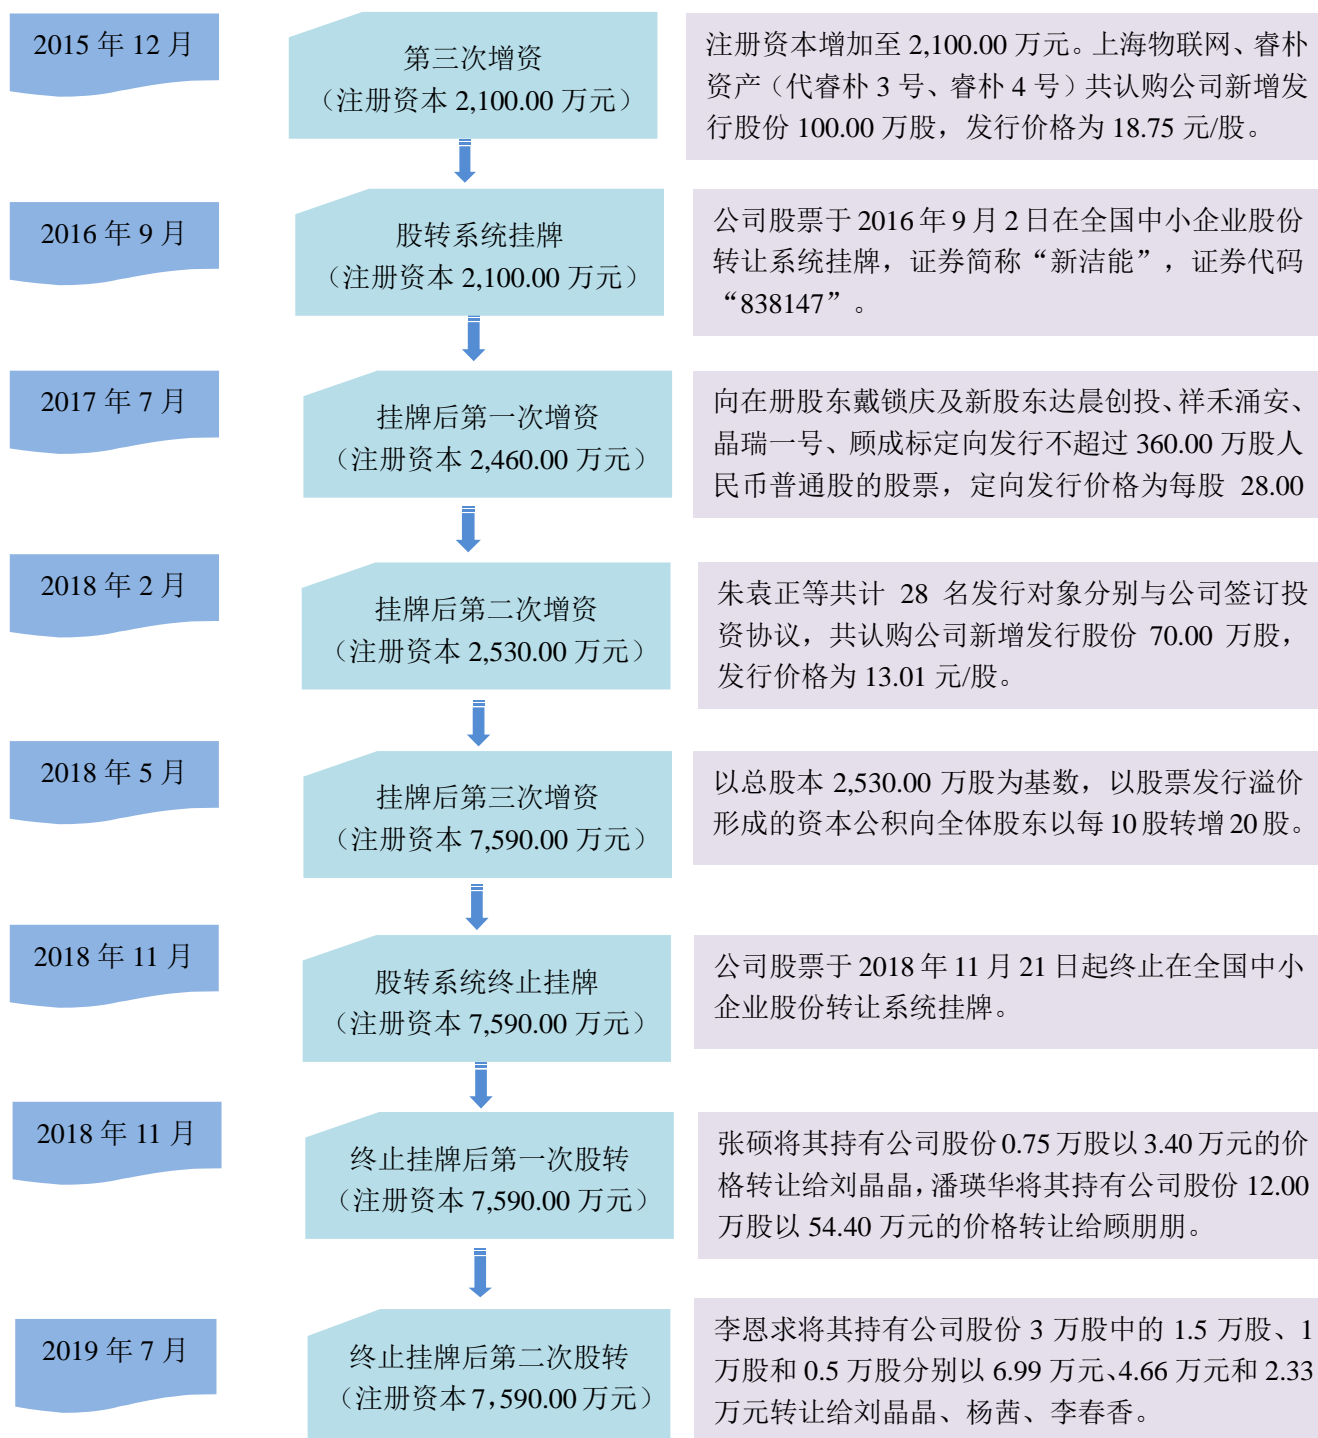 2015 年 12 月
第三次增资
（注册资本 2,100.00 万元）
注册资本增加至 2,100.00 万元。上海物联网、睿朴
资产（代睿朴 3 号、睿朴 4 号）共认购公司新增发
行股份 100.00 万股，发行价格为 18.75 元/股。
2016 年 9 月
股转系统挂牌
（注册资本 2,100.00 万元）
公司股票于 2016 年 9 月 2 日在全国中小企业股份
转让系统挂牌，证券简称“新洁能”，证券代码
“838147”。
2017 年 7 月
挂牌后第一次增资
（注册资本 2,460.00 万元）
向在册股东戴锁庆及新股东达晨创投、祥禾涌安、
晶瑞一号、顾成标定向发行不超过 360.00 万股人
民币普通股的股票，定向发行价格为每股 28.00
2018 年 2 月
挂牌后第二次增资
（注册资本 2,530.00 万元）
朱袁正等共计 28 名发行对象分别与公司签订投
资协议，共认购公司新增发行股份 70.00 万股，
发行价格为 13.01 元/股。
2018 年 5 月
挂牌后第三次增资
（注册资本 7,590.00 万元）
以总股本 2,530.00 万股为基数，以股票发行溢价
形成的资本公积向全体股东以每 10 股转增 20 股。
2018 年 11 月
股转系统终止挂牌
（注册资本 7,590.00 万元）
公司股票于 2018 年 11 月 21 日起终止在全国中小
企业股份转让系统挂牌。
2018 年 11 月
终止挂牌后第一次股转
（注册资本 7,590.00 万元）
张硕将其持有公司股份 0.75 万股以 3.40 万元的价
格转让给刘晶晶，潘瑛华将其持有公司股份 12.00
万股以 54.40 万元的价格转让给顾朋朋。
2019 年 7 月
终止挂牌后第二次股转
（注册资本 7，590.00 万元）
李恩求将其持有公司股份 3 万股中的 1.5 万股、1
万股和 0.5 万股分别以 6.99 万元、4.66 万元和 2.33
万元转让给刘晶晶、杨茜、李春香。